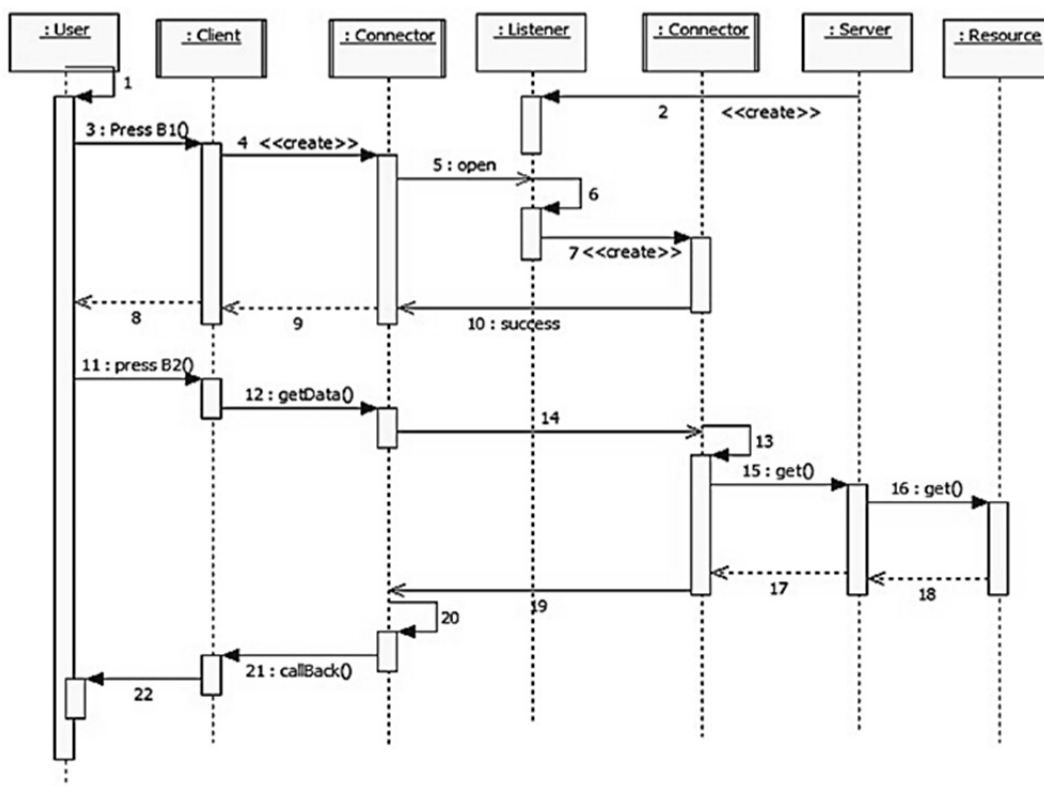 : User
: Client
: Connector
: Listener
: Connector
: Server
: Resource
1
2 <<create>>
3 : Press B1()
4 <<create>>
5 : open
6
7 <<create>>
8
9
10 : success
11 : press B2()
12 : getData()
14
13
15 : get()
16 : get()
17
18
19
20
21 : callBack()
22